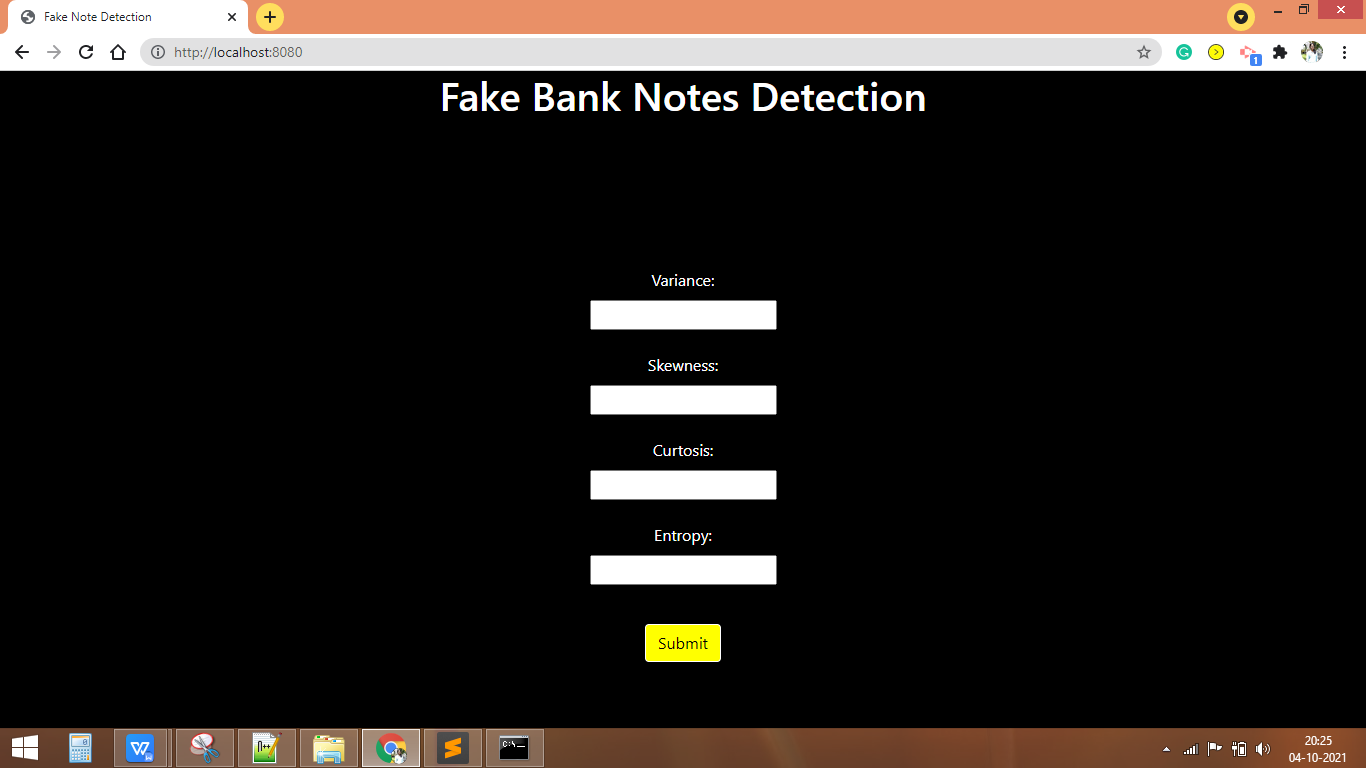 Fake Note Detection
http://localhost:8080
1
Fake Bank Notes Detection
Variance:
Skewness:
Curtosis:
Entropy:
Submit
20:25
04-10-2021